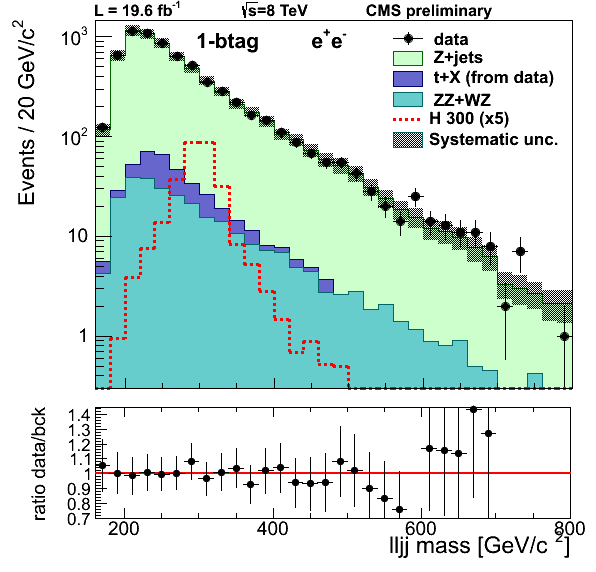 L = 19.6 fb⁻¹ √s=8 TeV CMS preliminary
1-btag e⁺e⁻
data
Z+jets
t+X (from data)
ZZ+WZ
H 300 (x5)
Systematic unc.
Events / 20 GeV/c²
10³
10²
10
1
ratio data/bck
1.4
1.3
1.2
1.1
1
0.9
0.8
0.7
200 400 600 800
lljj mass [GeV/c²]